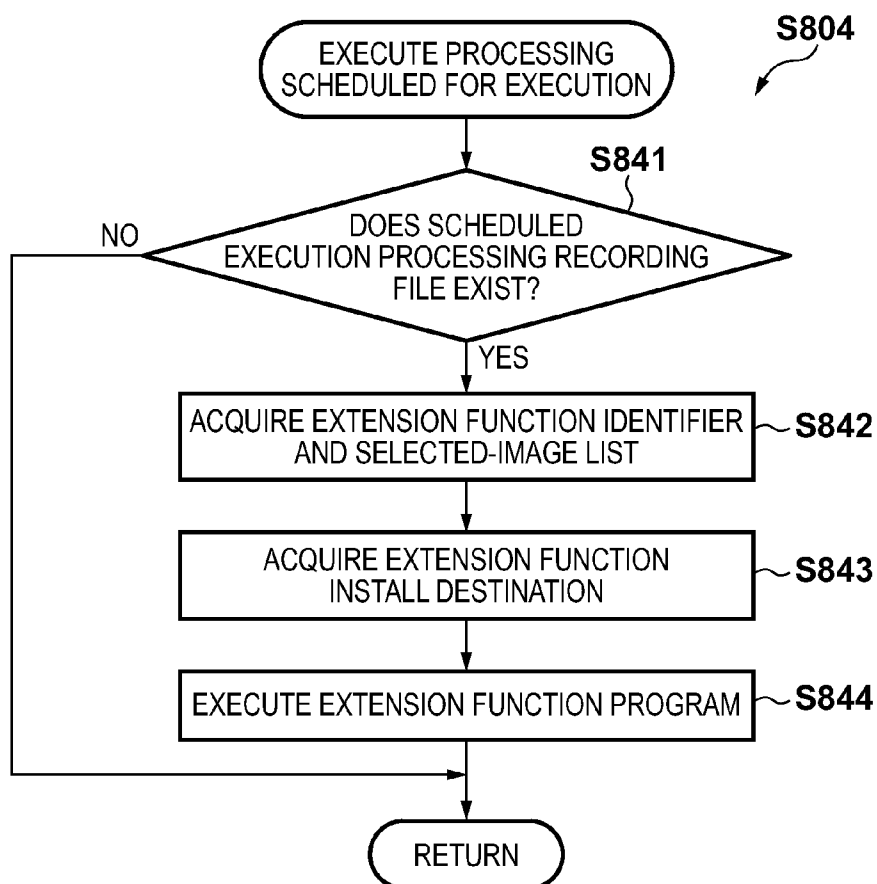 S804
EXECUTE PROCESSING
SCHEDULED FOR EXECUTION
S841
DOES SCHEDULED
EXECUTION PROCESSING RECORDING
FILE EXIST?
NO
YES
ACQUIRE EXTENSION FUNCTION IDENTIFIER
AND SELECTED-IMAGE LIST
S842
ACQUIRE EXTENSION FUNCTION
INSTALL DESTINATION
S843
EXECUTE EXTENSION FUNCTION PROGRAM
S844
RETURN